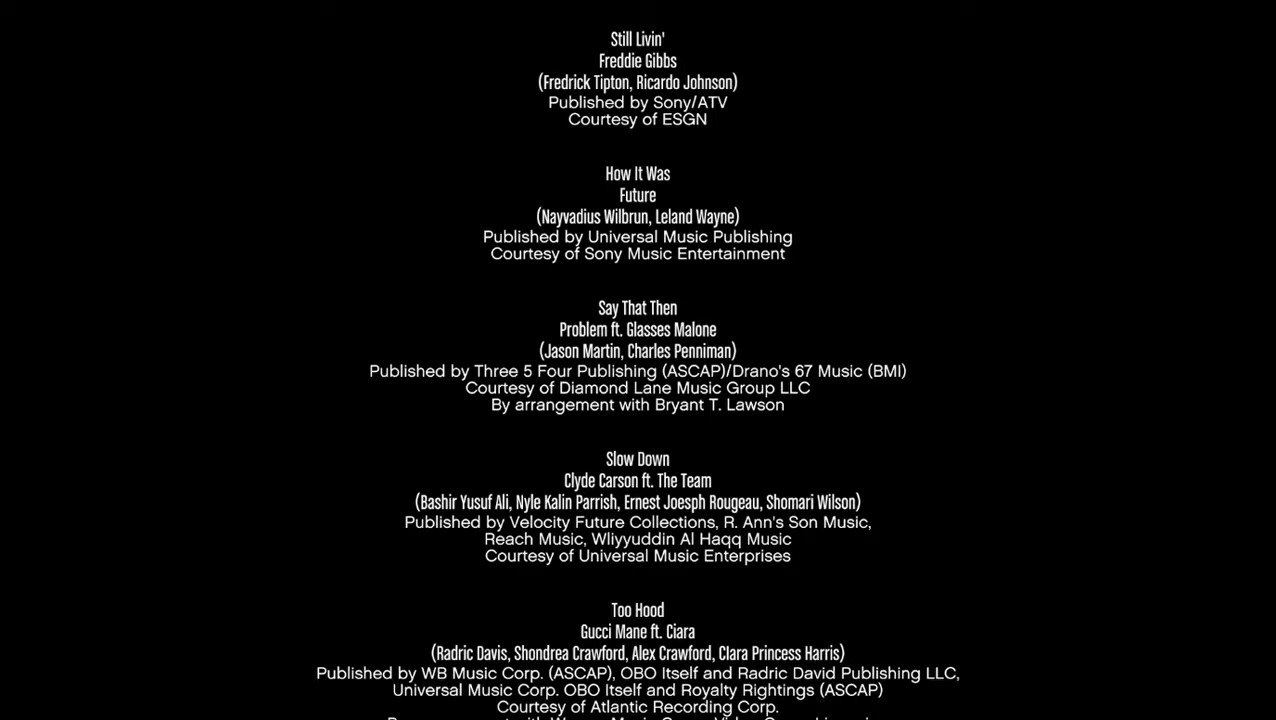 Still Livin'
Freddie Gibbs
(Fredrick Tipton, Ricardo Johnson)
Published by Sony/ATV
Courtesy of ESGN
How It Was
Future
(Nayvadius Wilbrun, Leland Wayne)
Published by Universal Music Publishing
Courtesy of Sony Music Entertainment
Say That Then
Problem ft. Glasses Malone
(Jason Martin, Charles Penniman)
Published by Three 5 Four Publishing (ASCAP)/Drano's 67 Music (BMI)
Courtesy of Diamond Lane Music Group LLC
By arrangement with Bryant T. Lawson
Slow Down
Clyde Carson ft. The Team
(Bashir Yusuf Ali, Nyle Kalin Parrish, Ernest Joesph Rougeau, Shomari Wilson)
Published by Velocity Future Collections, R. Ann's Son Music,
Reach Music, Wliyyuddin Al Haqq Music
Courtesy of Universal Music Enterprises
Too Hood
Gucci Mane ft. Ciara
(Radric Davis, Shondrea Crawford, Alex Crawford, Clara Princess Harris)
Published by WB Music Corp. (ASCAP), OBO Itself and Radric David Publishing LLC,
Universal Music Corp. OBO Itself and Royalty Rightings (ASCAP)
Courtesy of Atlantic Recording Corp.